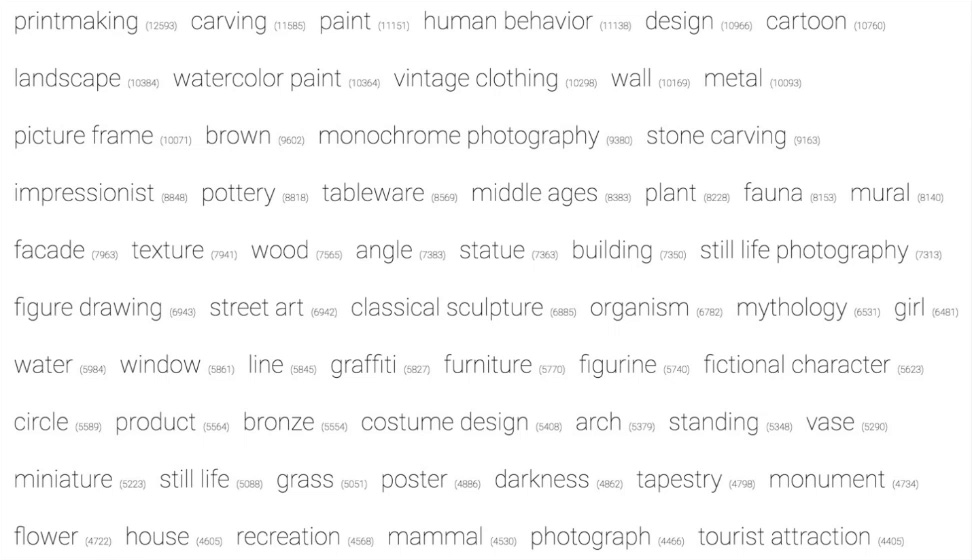 printmaking (12593) carving (11585) paint (11151) human behavior (11138) design (10966) cartoon (10760)
landscape (10384) watercolor paint (10364) vintage clothing (10298) wall (10169) metal (10093)
picture frame (10071) brown (9602) monochrome photography (9380) stone carving (9163)
impressionist (8848) pottery (8818) tableware (8569) middle ages (8383) plant (8228) fauna (8153) mural (8140)
facade (7963) texture (7941) wood (7565) angle (7383) statue (7363) building (7350) still life photography (7313)
figure drawing (6943) street art (6942) classical sculpture (6885) organism (6782) mythology (6531) girl (6481)
water (5984) window (5861) line (5845) graffiti (5827) furniture (5770) figurine (5740) fictional character (5623)
circle (5589) product (5564) bronze (5554) costume design (5408) arch (5379) standing (5348) vase (5290)
miniature (5223) still life (5088) grass (5051) poster (4886) darkness (4862) tapestry (4798) monument (4734)
flower (4722) house (4605) recreation (4568) mammal (4530) photograph (4466) tourist attraction (4405)